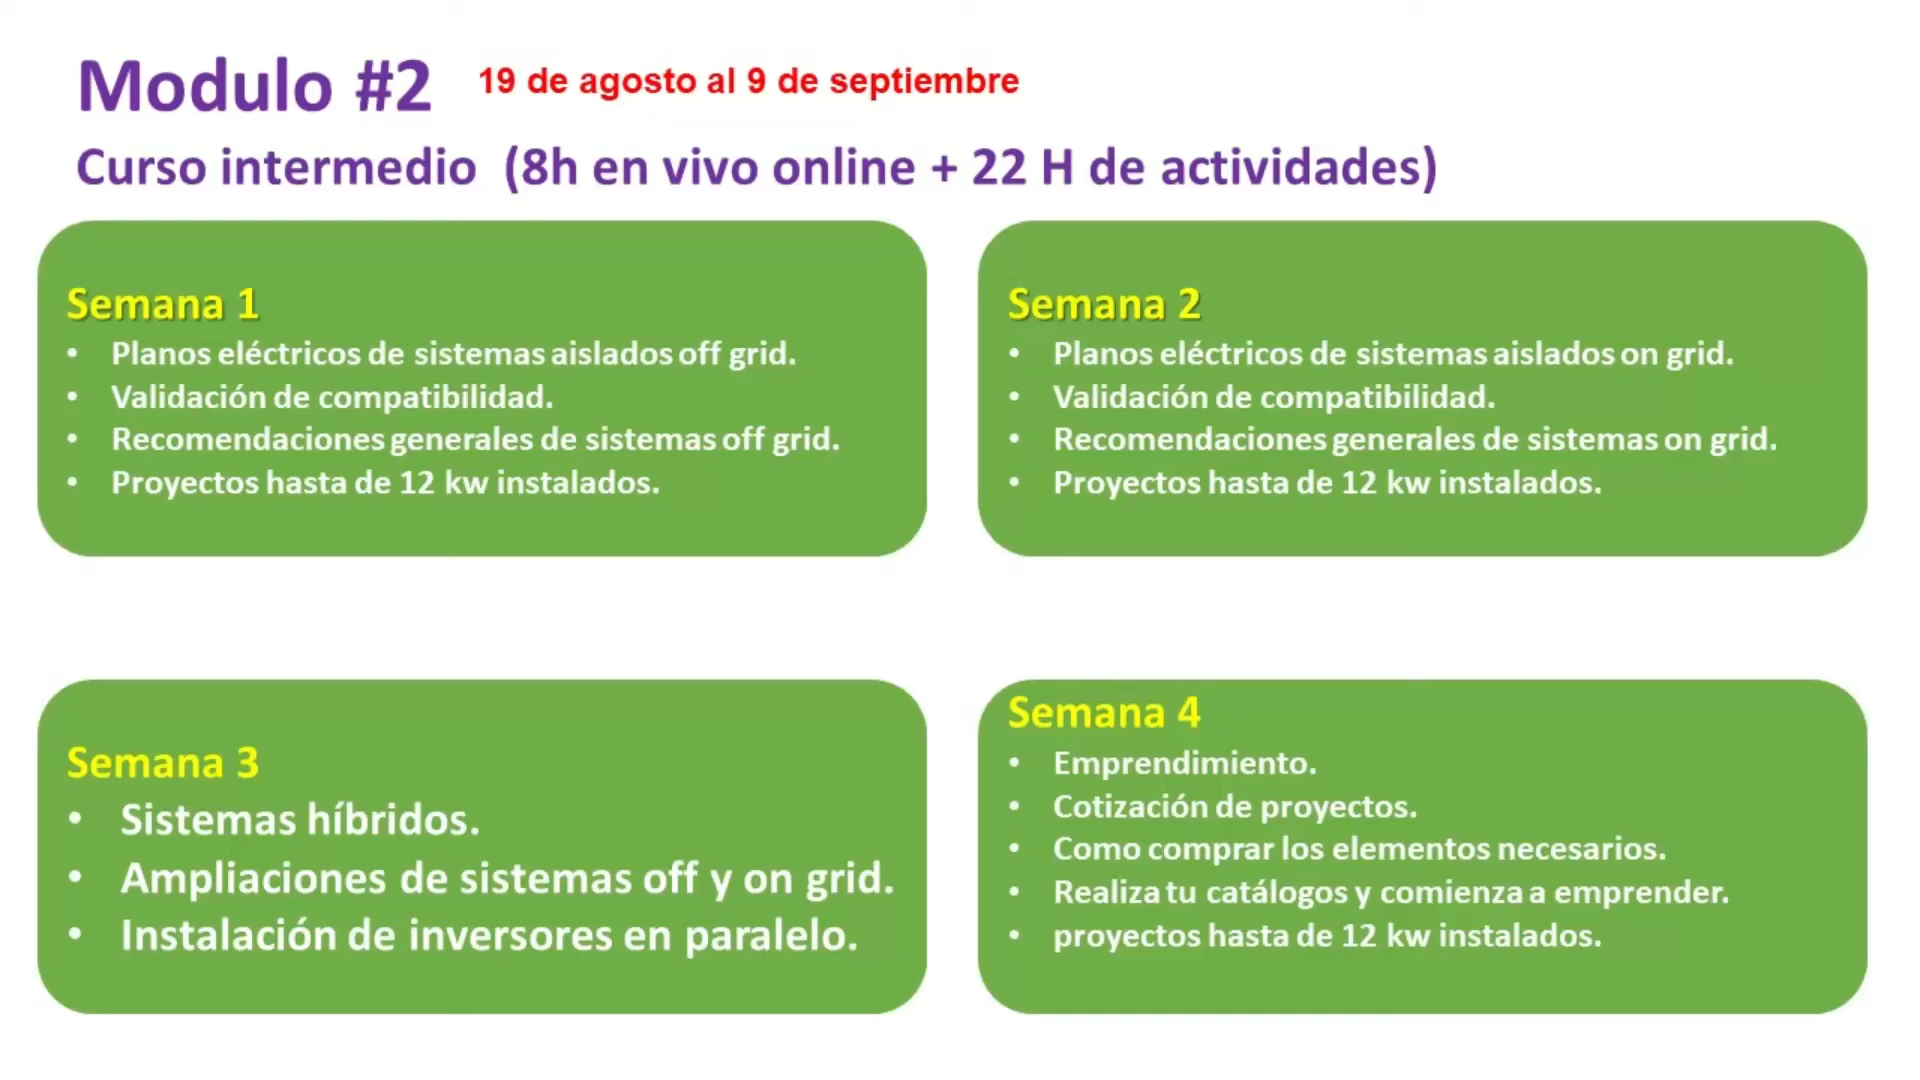 Modulo #2
19 de agosto al 9 de septiembre
Curso intermedio (8h en vivo online + 22 H de actividades)
Semana 1
• Planos eléctricos de sistemas aislados off grid.
• Validación de compatibilidad.
• Recomendaciones generales de sistemas off grid.
• Proyectos hasta de 12 kw instalados.
Semana 2
• Planos eléctricos de sistemas aislados on grid.
• Validación de compatibilidad.
• Recomendaciones generales de sistemas on grid.
• Proyectos hasta de 12 kw instalados.
Semana 3
• Sistemas híbridos.
• Ampliaciones de sistemas off y on grid.
• Instalación de inversores en paralelo.
Semana 4
• Emprendimiento.
• Cotización de proyectos.
• Como comprar los elementos necesarios.
• Realiza tu catálogos y comienza a emprender.
• proyectos hasta de 12 kw instalados.